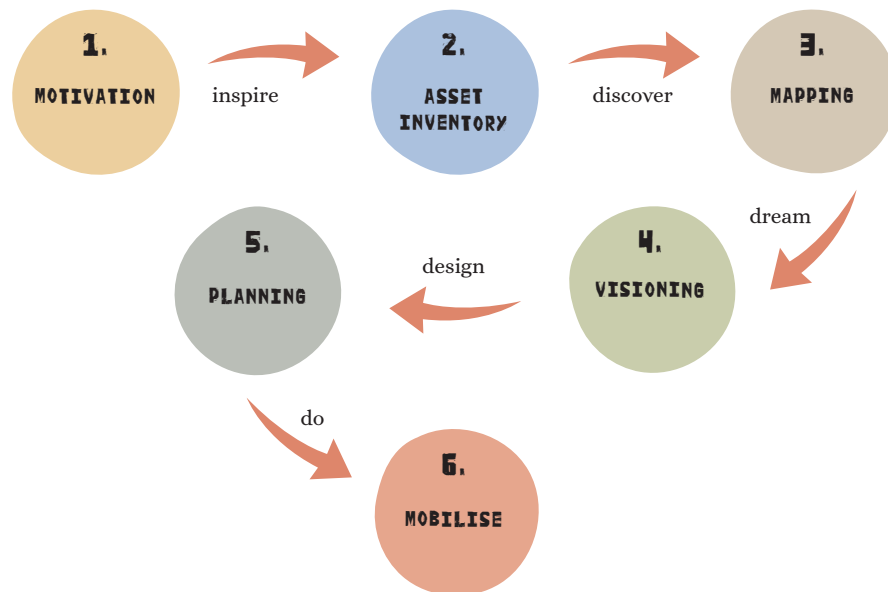 1.
MOTIVATION
inspire
2.
ASSET
INVENTORY
discover
3.
MAPPING
dream
4.
VISIONING
design
5.
PLANNING
do
6.
MOBILISE